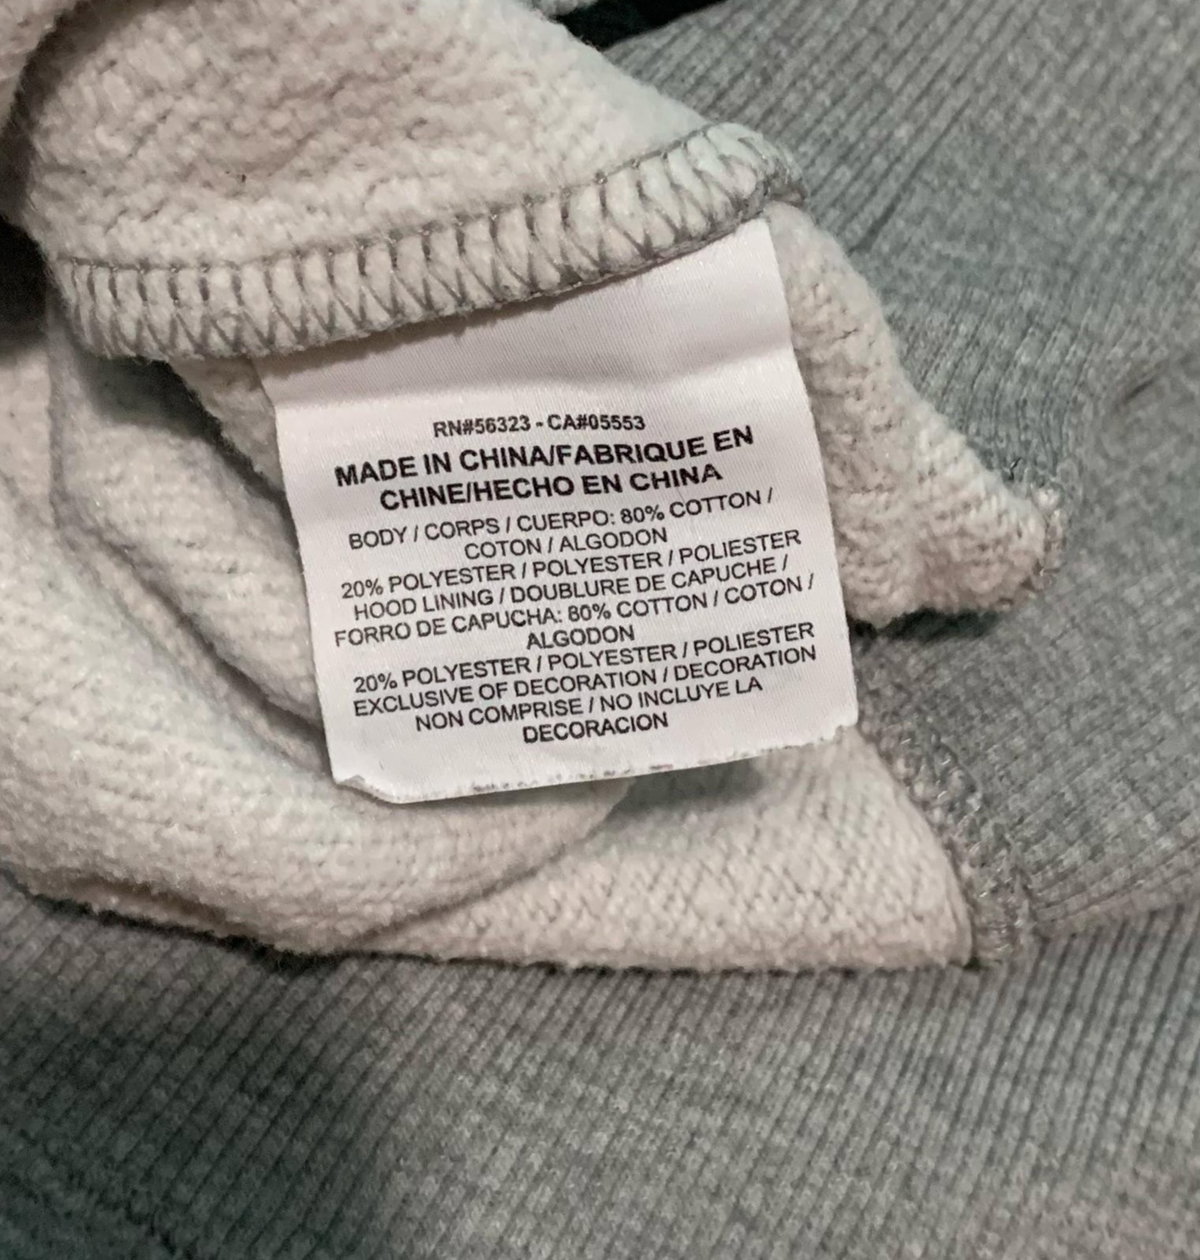 RN#56323 - CA#05553
MADE IN CHINA/FABRIQUE EN
CHINE/HECHO EN CHINA
BODY / CORPS / CUERPO: 80% COTTON /
COTON / ALGODON
20% POLYESTER / POLYESTER / POLIESTER
HOOD LINING / DOUBLURE DE CAPUCHE /
FORRO DE CAPUCHA: 80% COTTON / COTON /
ALGODON
20% POLYESTER / POLYESTER / POLIESTER
EXCLUSIVE OF DECORATION / DECORATION
NON COMPRISE / NO INCLUYE LA
DECORACION